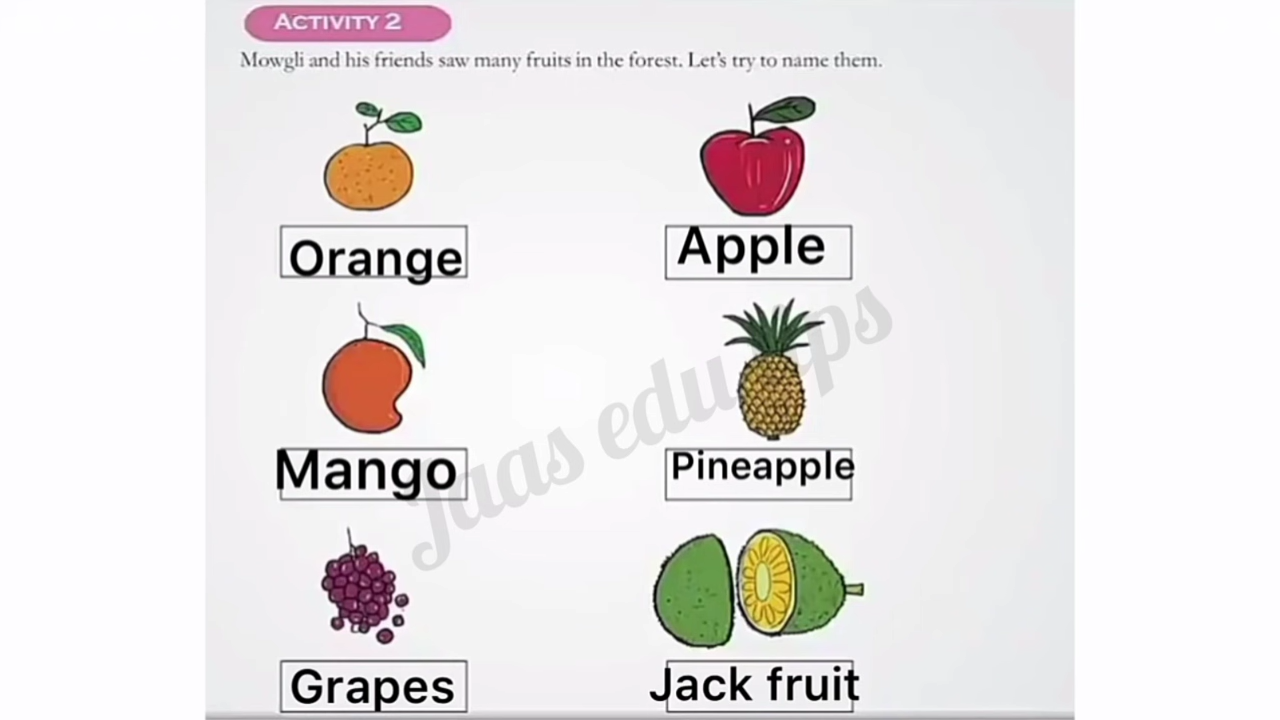 ACTIVITY 2
Mowgli and his friends saw many fruits in the forest. Let's try to name them.
Orange
Apple
Mango
Pineapple
Grapes
Jack fruit